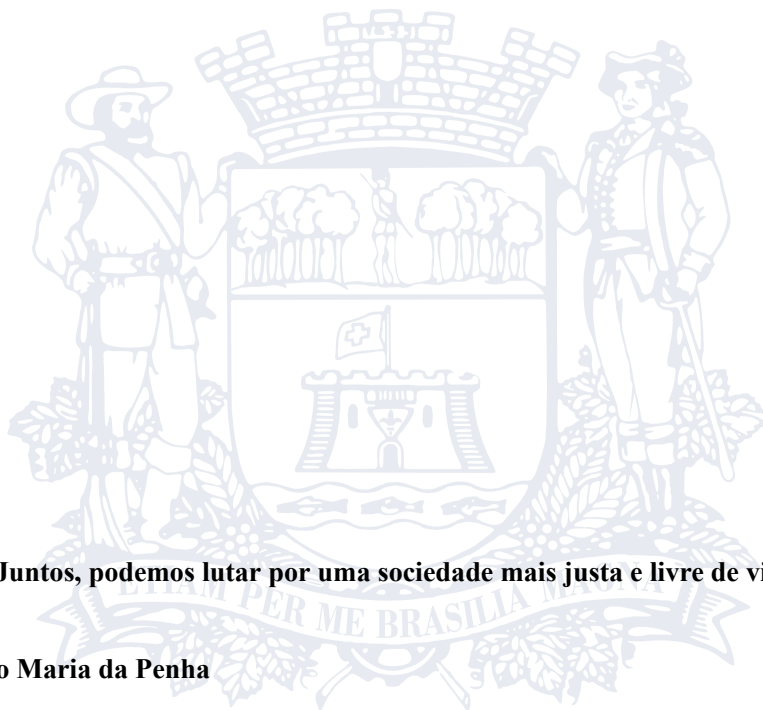 Juntos, podemos lutar por uma sociedade mais justa e livre de vi
ETIAM PER ME BRASILIA MAGNA
o Maria da Penha